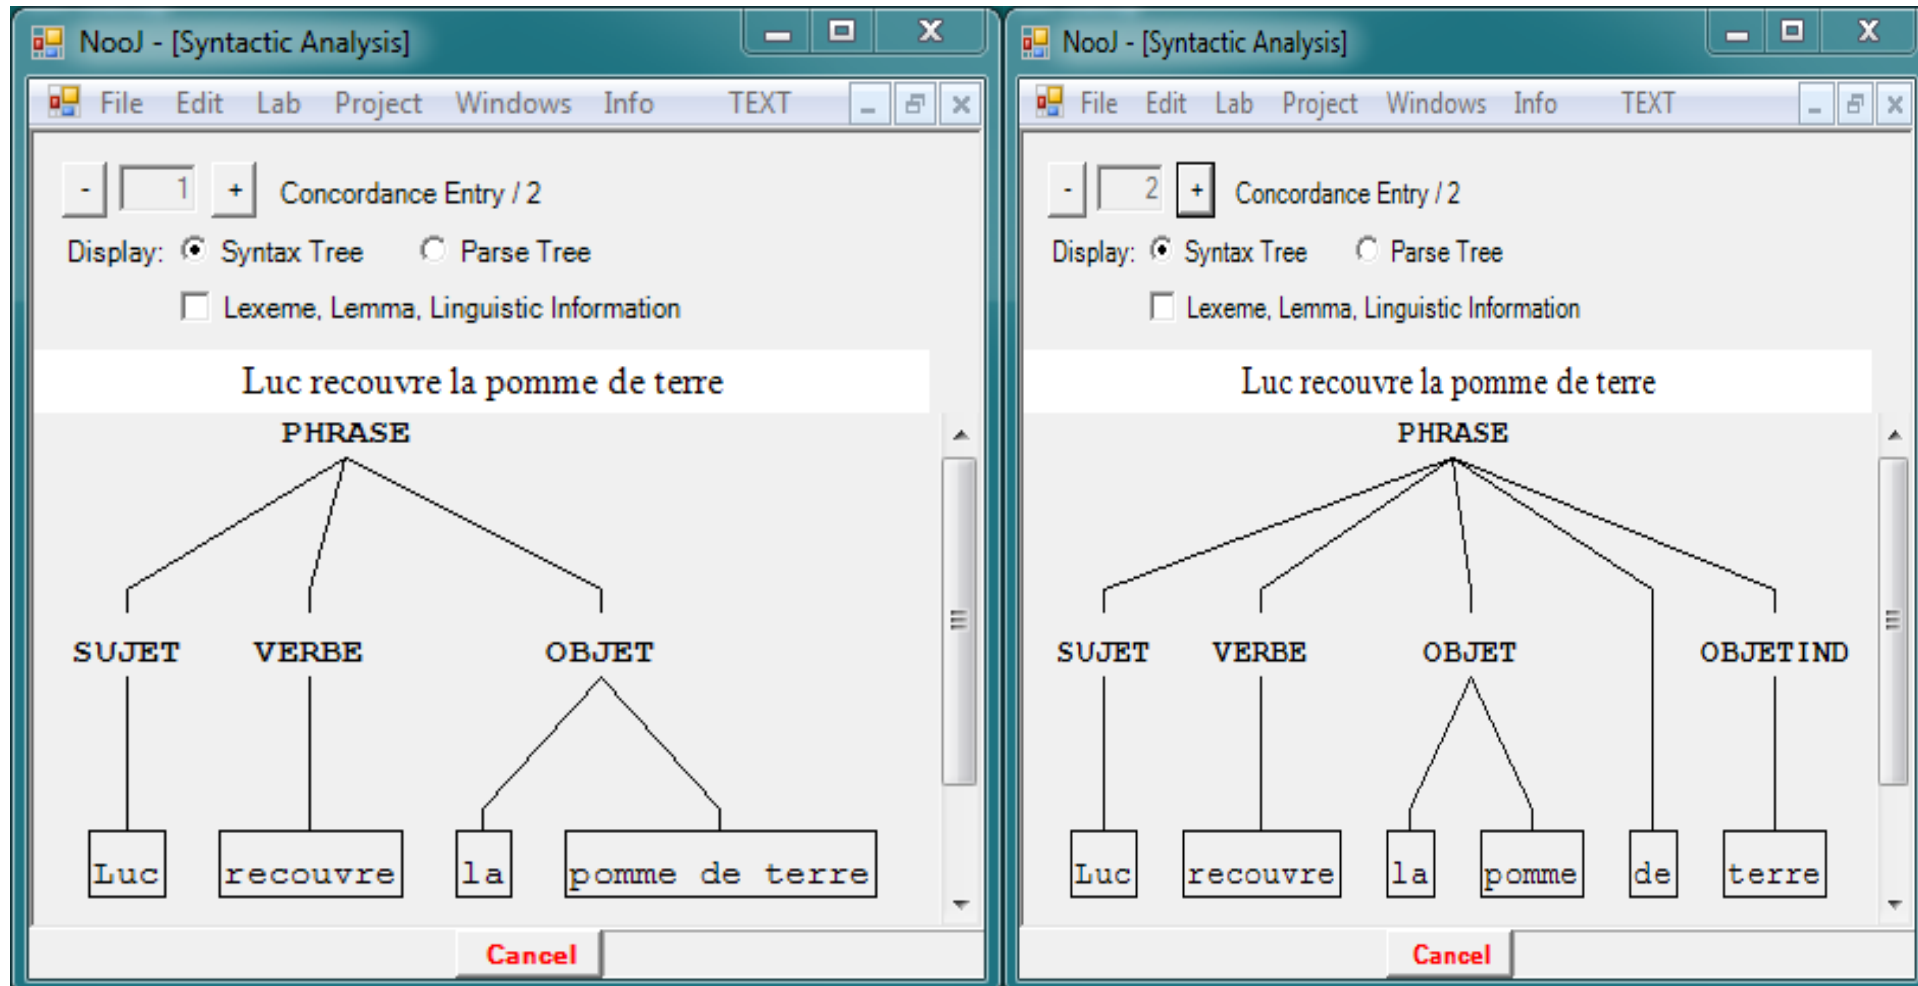 NooJ - [Syntactic Analysis]
File Edit Lab Project Windows Info TEXT
- 1 + Concordance Entry / 2
Display: Syntax Tree Parse Tree
Lexeme, Lemma, Linguistic Information
Luc recouvre la pomme de terre
PHRASE
SUJET VERBE OBJET
Luc recouvre la pomme de terre
Cancel
NooJ - [Syntactic Analysis]
File Edit Lab Project Windows Info TEXT
- 2 + Concordance Entry / 2
Display: Syntax Tree Parse Tree
Lexeme, Lemma, Linguistic Information
Luc recouvre la pomme de terre
PHRASE
SUJET VERBE OBJET OBJETIND
Luc recouvre la pomme de terre
Cancel